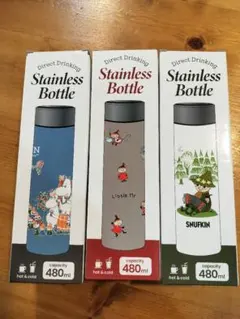 Direct Drinking
Stainless
Bottle
N
hot & cold
capacity
480ml
Direct Drinking
Stainless
Bottle
Little My
hot & cold
capacity
480ml
Direct Drinking
Stainless
Bottle
SNUFKIN
hot & cold
capacity
480ml